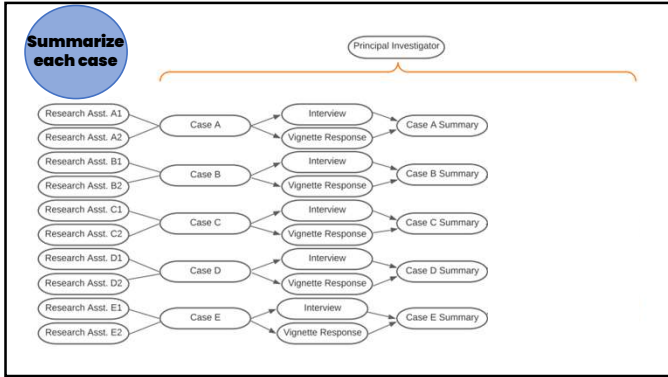 Summarize
each case
Principal Investigator
Research Asst. A1
Research Asst. A2
Case A
Interview
Vignette Response
Case A Summary
Research Asst. B1
Research Asst. B2
Case B
Interview
Vignette Response
Case B Summary
Research Asst. C1
Research Asst. C2
Case C
Interview
Vignette Response
Case C Summary
Research Asst. D1
Research Asst. D2
Case D
Interview
Vignette Response
Case D Summary
Research Asst. E1
Research Asst. E2
Case E
Interview
Vignette Response
Case E Summary